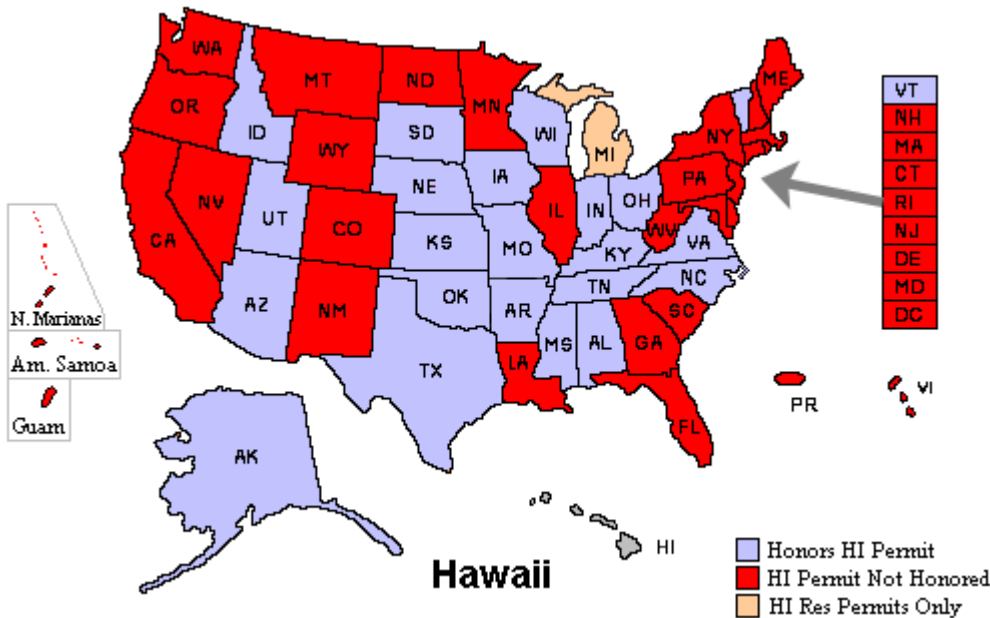 WA
MT
ND
MN
ME
OR
ID
SD
WI
NY
WY
MI
NV
UT
CO
NE
IA
IL
IN
OH
PA
CA
KS
MO
KY
WV
VA
AZ
NM
OK
AR
TN
NC
SC
TX
LA
MS
AL
GA
FL
AK
HI
VT
NH
MA
CT
RI
NJ
DE
MD
DC
PR
VI
N. Marianas
Am. Samoa
Guam
Hawaii
Honors HI Permit
HI Permit Not Honored
HI Res Permits Only